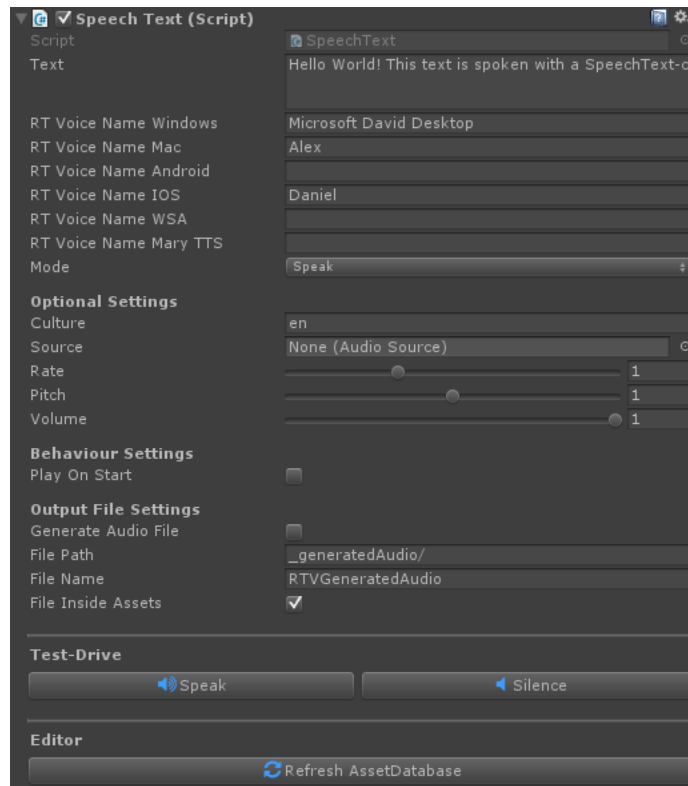 Speech Text (Script)
Script SpeechText
Text Hello World! This text is spoken with a SpeechText-c
RT Voice Name Windows Microsoft David Desktop
RT Voice Name Mac Alex
RT Voice Name Android
RT Voice Name IOS Daniel
RT Voice Name WSA
RT Voice Name Mary TTS
Mode Speak
Optional Settings
Culture en
Source None (Audio Source)
Rate 1
Pitch 1
Volume 1
Behaviour Settings
Play On Start
Output File Settings
Generate Audio File
File Path _generatedAudio/
File Name RTVGeneratedAudio
File Inside Assets
Test-Drive
Speak Silence
Editor
Refresh AssetDatabase